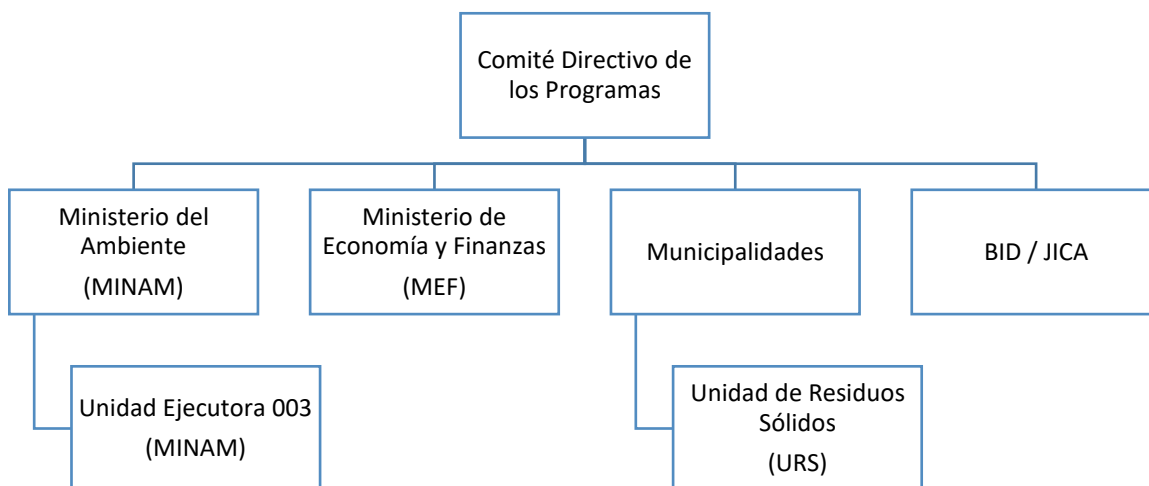 Comité Directivo de
los Programas
Ministerio del
Ambiente
(MINAM)
Ministerio de
Economía y Finanzas
(MEF)
Municipalidades
BID / JICA
Unidad Ejecutora 003
(MINAM)
Unidad de Residuos
Sólidos
(URS)